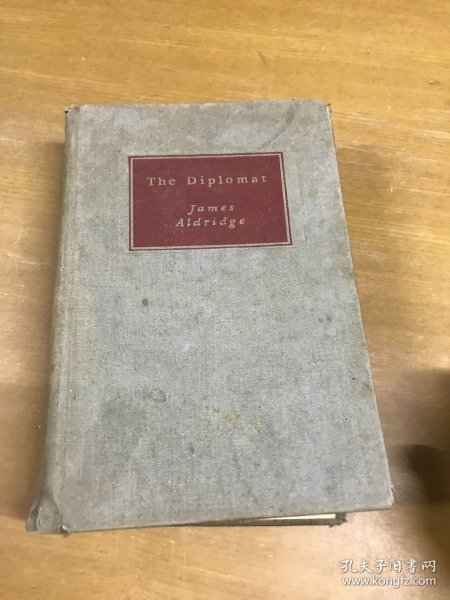 The Diplomat
James
Aldridge
孔夫子旧书网
www.kongfz.com